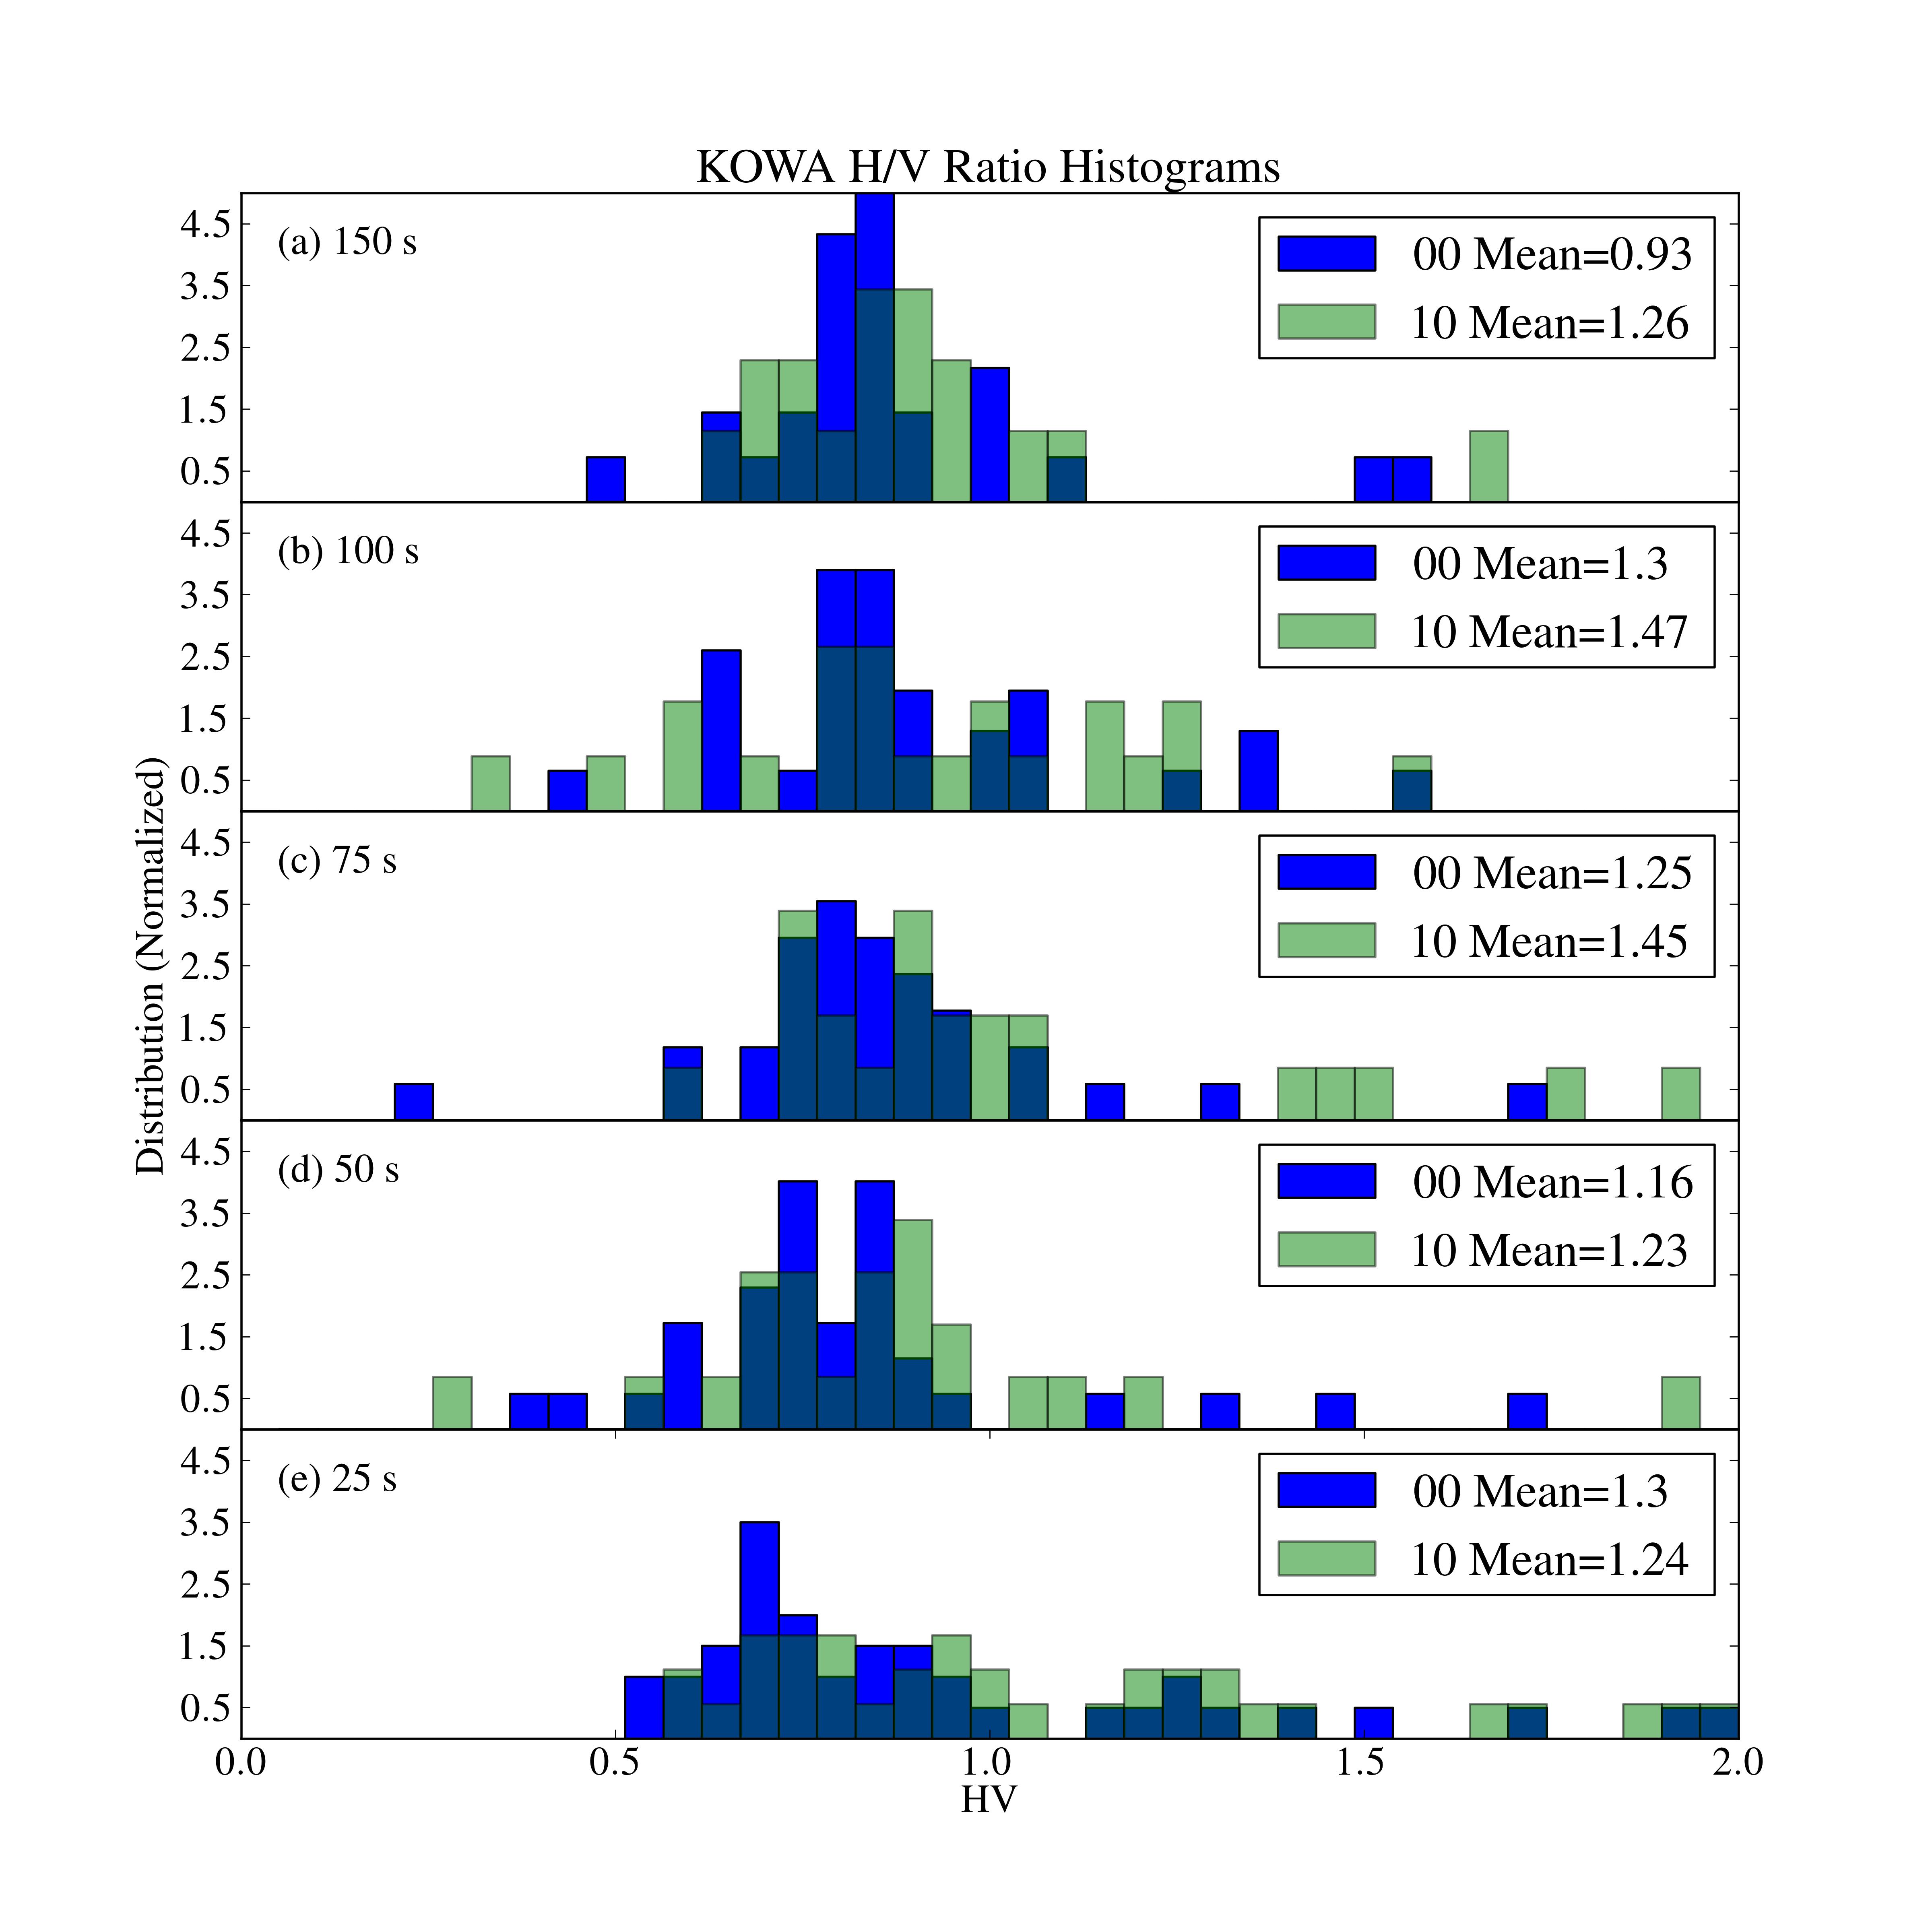 KOWA H/V Ratio Histograms
Distribution (Normalized)
4.5
3.5
2.5
1.5
0.5
(a) 150 s
00 Mean=0.93
10 Mean=1.26
4.5
3.5
2.5
1.5
0.5
(b) 100 s
00 Mean=1.3
10 Mean=1.47
4.5
3.5
2.5
1.5
0.5
(c) 75 s
00 Mean=1.25
10 Mean=1.45
4.5
3.5
2.5
1.5
0.5
(d) 50 s
00 Mean=1.16
10 Mean=1.23
4.5
3.5
2.5
1.5
0.5
(e) 25 s
00 Mean=1.3
10 Mean=1.24
0.0 0.5 1.0 1.5 2.0
HV